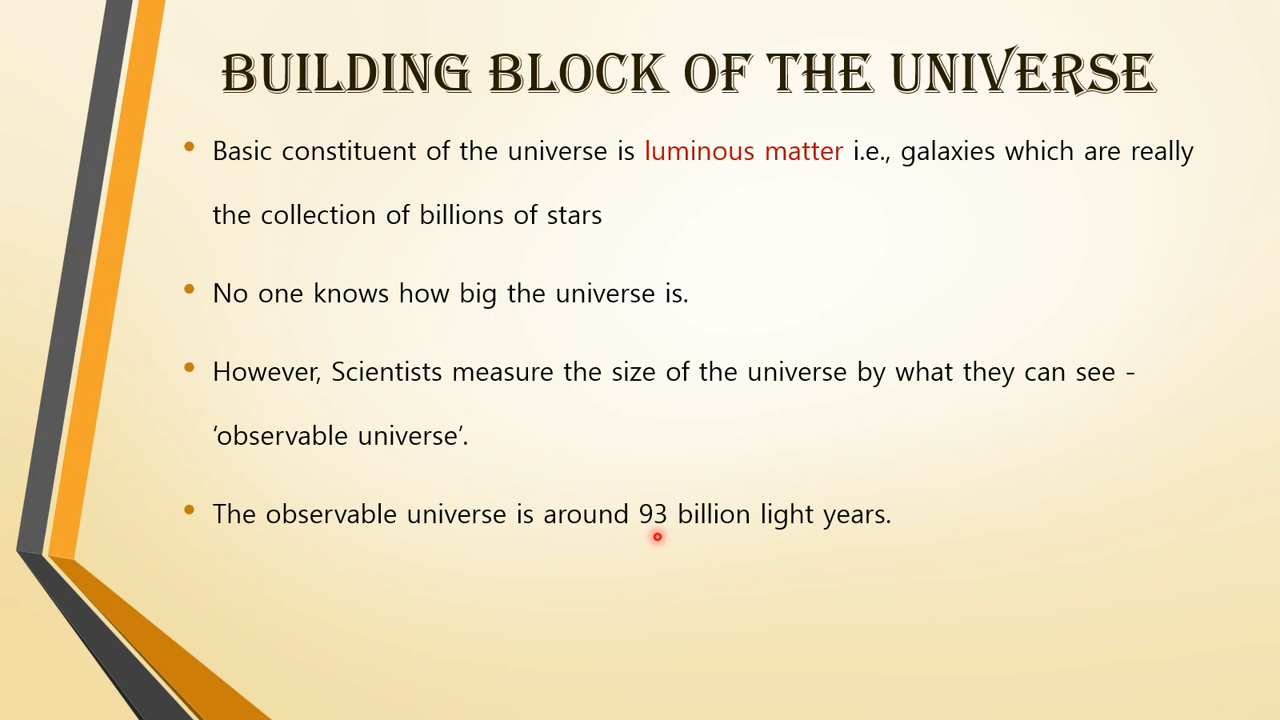 BUILDING BLOCK OF THE UNIVERSE
• Basic constituent of the universe is luminous matter i.e., galaxies which are really
the collection of billions of stars
• No one knows how big the universe is.
• However, Scientists measure the size of the universe by what they can see -
‘observable universe’.
• The observable universe is around 93 billion light years.